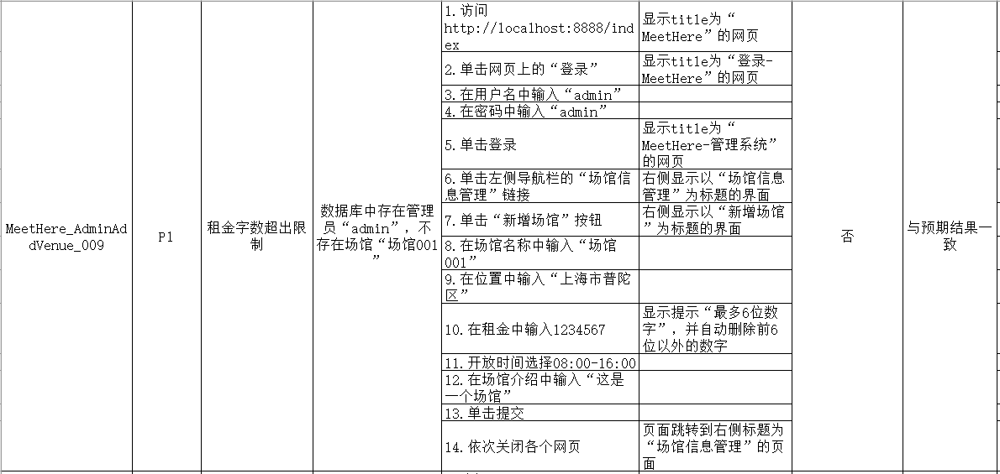 MeetHere_AdminAd
dVenue_009
P1
租金字数超出限
制
数据库中存在管理
员“admin”，不
存在场馆“场馆001
”
1.访问
http://localhost:8888/ind
ex
显示title为“
MeetHere”的网页
2.单击网页上的“登录”
显示title为“登录-
MeetHere”的网页
3.在用户名中输入“admin”
4.在密码中输入“admin”
5.单击登录
显示title为“
MeetHere-管理系统”
的网页
6.单击左侧导航栏的“场馆信
息管理”链接
右侧显示以“场馆信息
管理”为标题的界面
7.单击“新增场馆”按钮
右侧显示以“新增场馆
”为标题的界面
8.在场馆名称中输入“场馆
001”
9.在位置中输入“上海市普陀
区”
10.在租金中输入1234567
显示提示“最多6位数
字”，并自动删除前6
位以外的数字
11.开放时间选择08:00-16:00
12.在场馆介绍中输入“这是
一个场馆”
13.单击提交
14.依次关闭各个网页
页面跳转到右侧标题为
“场馆信息管理”的页
面
否
与预期结果一
致